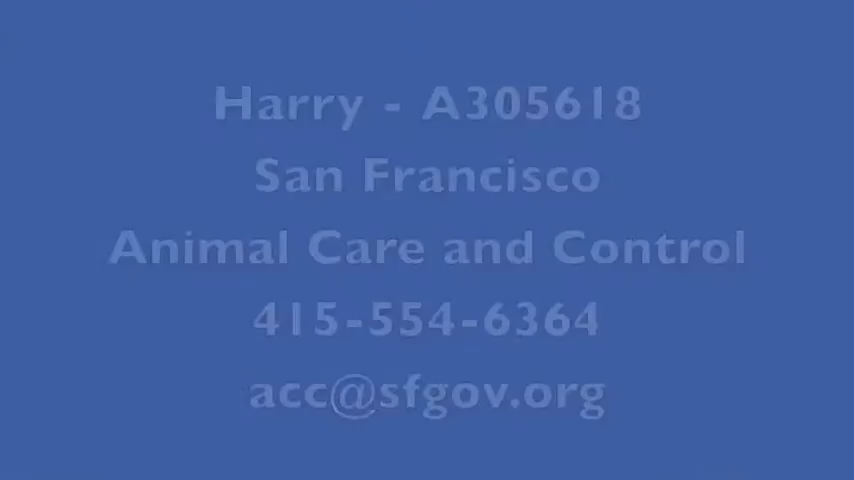 Harry - A305618
San Francisco
Animal Care and Control
415-554-6364
acc@sfgov.org